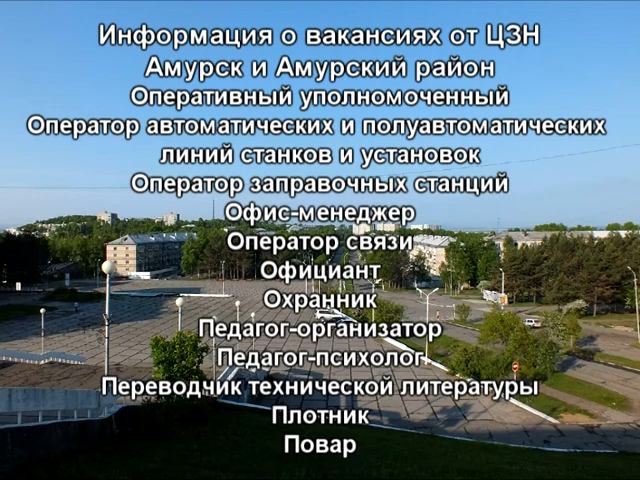 Информация о вакансиях от ЦЗН
Амурск и Амурский район
Оперативный уполномоченный
Оператор автоматических и полуавтоматических
линий станков и установок
Оператор заправочных станций
Офис-менеджер
Оператор связи
Официант
Охранник
Педагог-организатор
Педагог-психолог
Переводчик технической литературы
Плотник
Повар